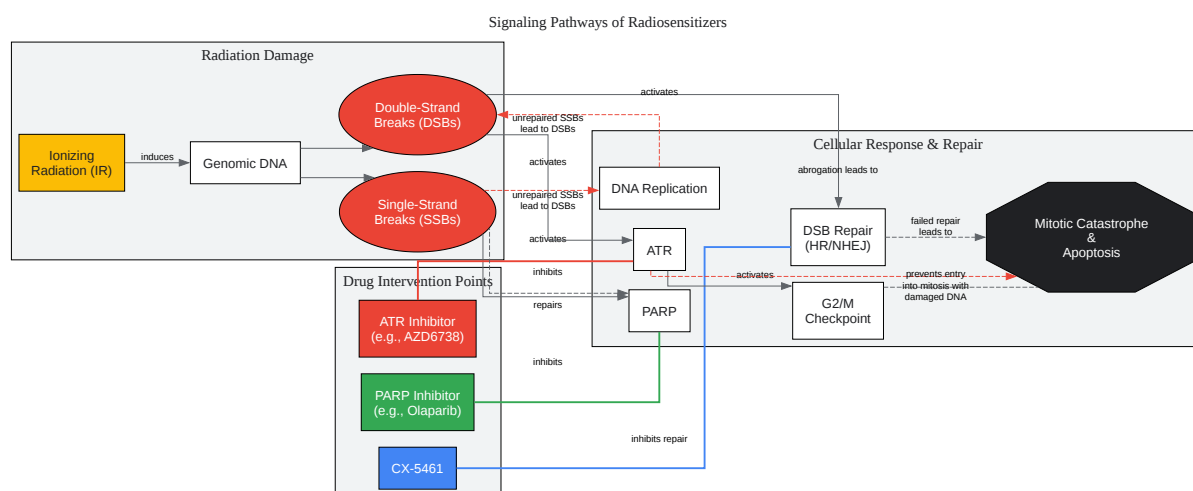 Signaling Pathways of Radiosensitizers
Radiation Damage
Ionizing
Radiation (IR)
induces
Genomic DNA
Double-Strand
Breaks (DSBs)
Single-Strand
Breaks (SSBs)
activates
unrepaired SSBs
lead to DSBs
activates
unrepaired SSBs
lead to DSBs
activates
inhibits
repairs
inhibits
inhibits repair
Cellular Response & Repair
DNA Replication
abrogation leads to
ATR
PARP
activates
DSB Repair
(HR/NHEJ)
G2/M
Checkpoint
failed repair
leads to
prevents entry
into mitosis with
damaged DNA
Mitotic Catastrophe
&
Apoptosis
Drug Intervention Points
ATR Inhibitor
(e.g., AZD6738)
PARP Inhibitor
(e.g., Olaparib)
CX-5461